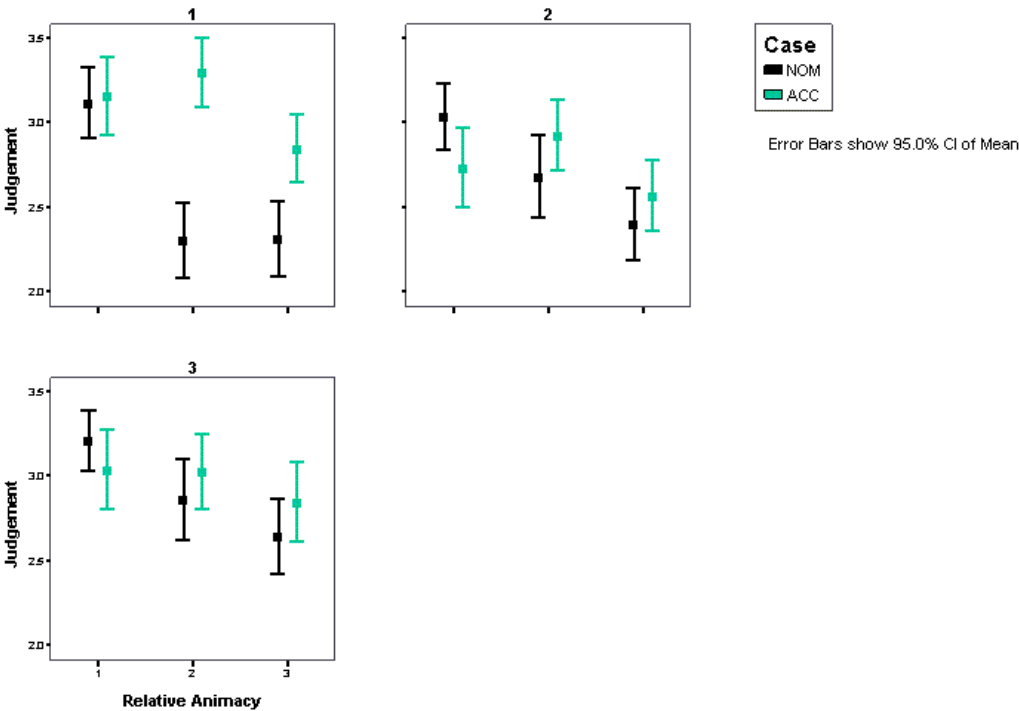 1
2
Case
NOM
ACC
Error Bars show 95.0% CI of Mean
3.5
3.0
2.5
2.0
Judgement
3
3.5
3.0
2.5
2.0
Judgement
1 2 3
Relative Animacy